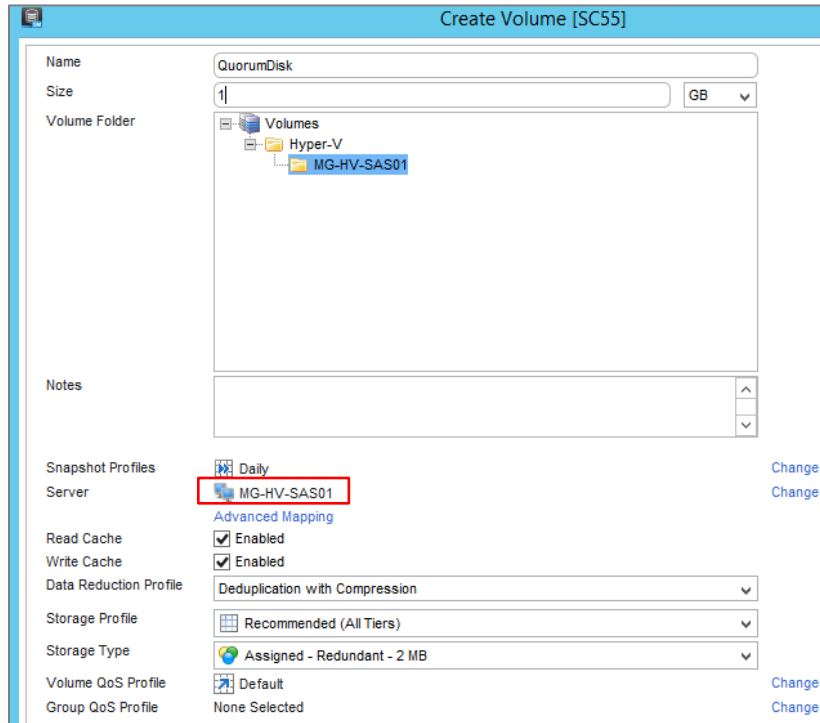 Create Volume [SC55]
Name QuorumDisk
Size 1 GB
Volume Folder Volumes
Hyper-V
MG-HV-SAS01
Notes
Snapshot Profiles Daily Change
Server MG-HV-SAS01 Change
Advanced Mapping
Read Cache Enabled
Write Cache Enabled
Data Reduction Profile Deduplication with Compression
Storage Profile Recommended (All Tiers)
Storage Type Assigned - Redundant - 2 MB
Volume QoS Profile Default Change
Group QoS Profile None Selected Change